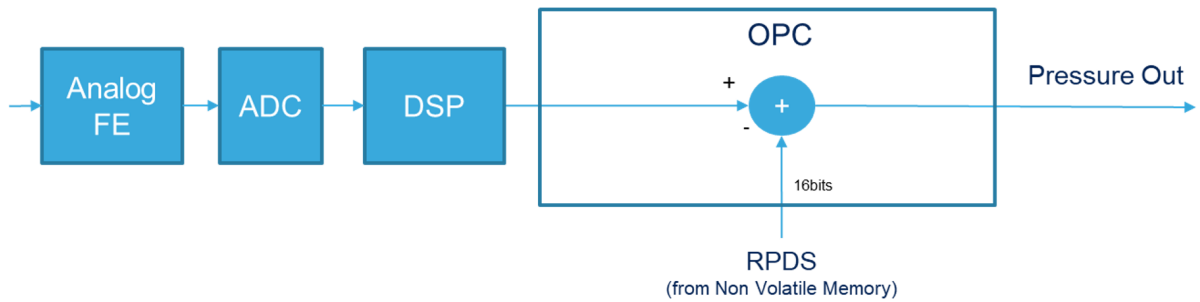 OPC
Analog
FE
ADC
DSP
+
+
-
Pressure Out
16bits
RPDS
(from Non Volatile Memory)